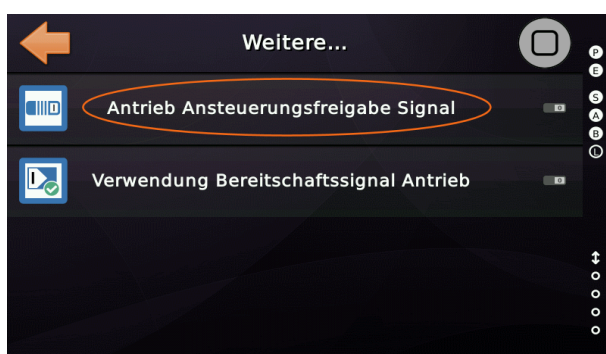 Weitere...
Antrieb Ansteuerungsfreigabe Signal
Verwendung Bereitschaftssignal Antrieb
P
E
S
A
B
L